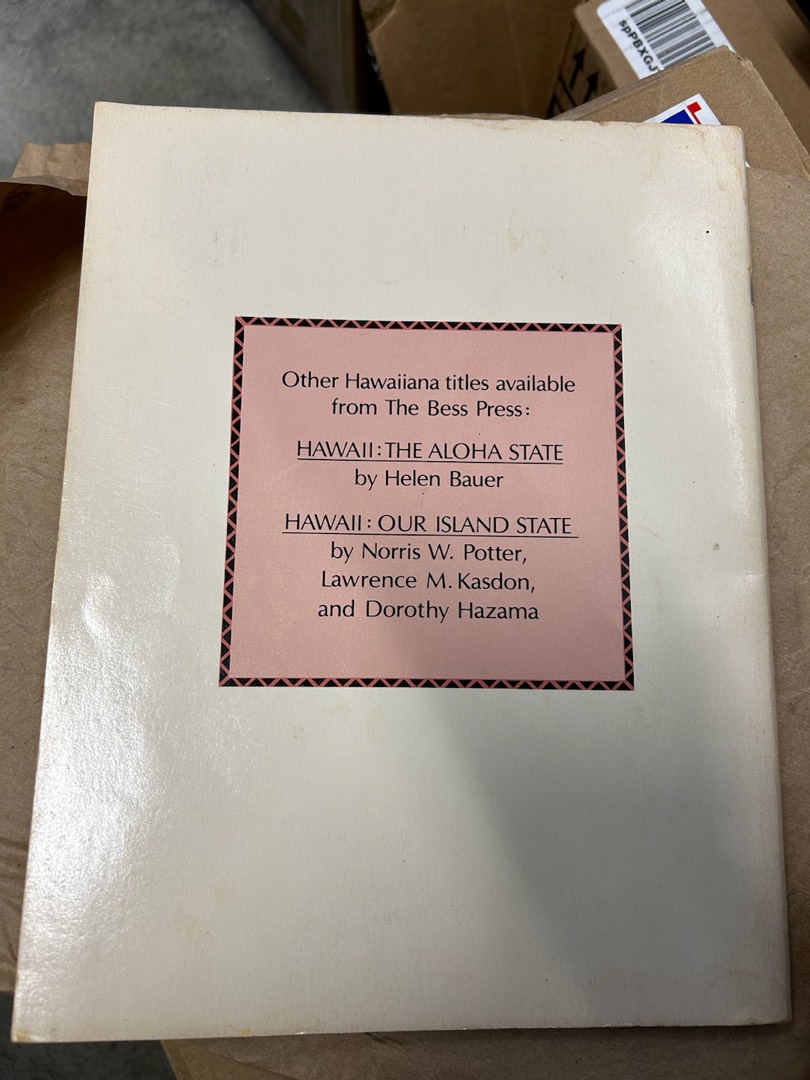 spPBXGJ
Other Hawaiiana titles available
from The Bess Press:
HAWAII: THE ALOHA STATE
by Helen Bauer
HAWAII: OUR ISLAND STATE
by Norris W. Potter,
Lawrence M. Kasdon,
and Dorothy Hazama